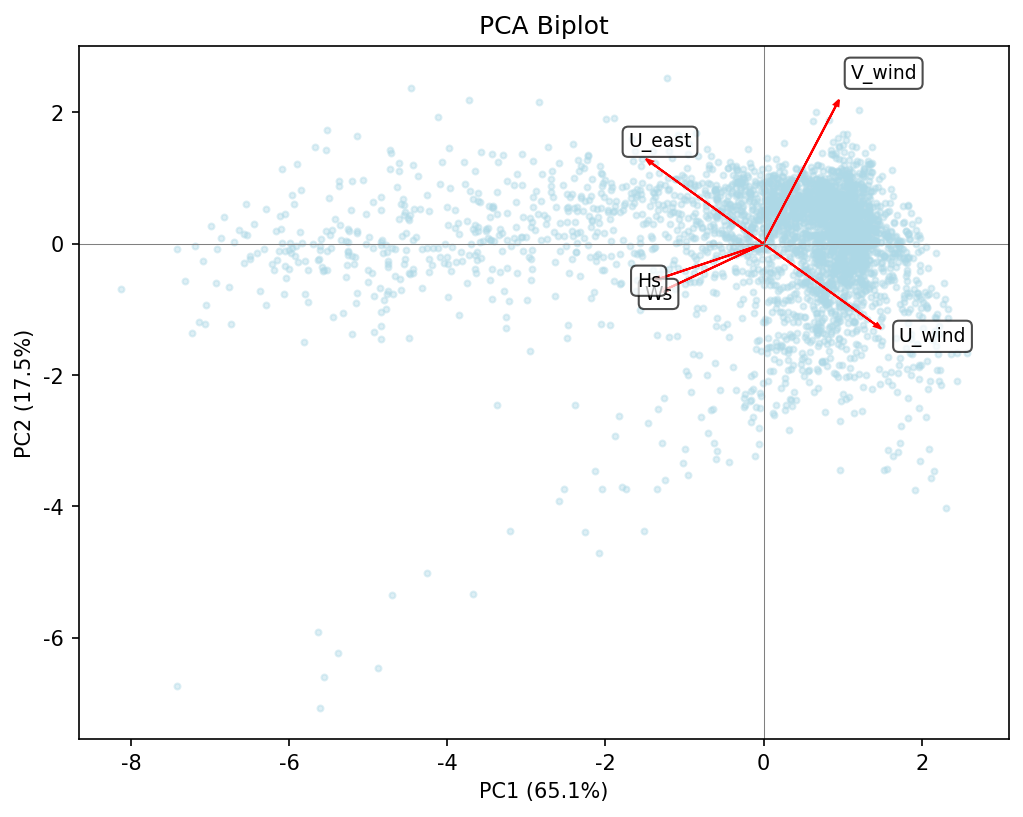 PCA Biplot
V_wind
U_east
Hs
Ws
U_wind
2
0
-2
-4
-6
PC2 (17.5%)
-8
-6
-4
-2
0
2
PC1 (65.1%)